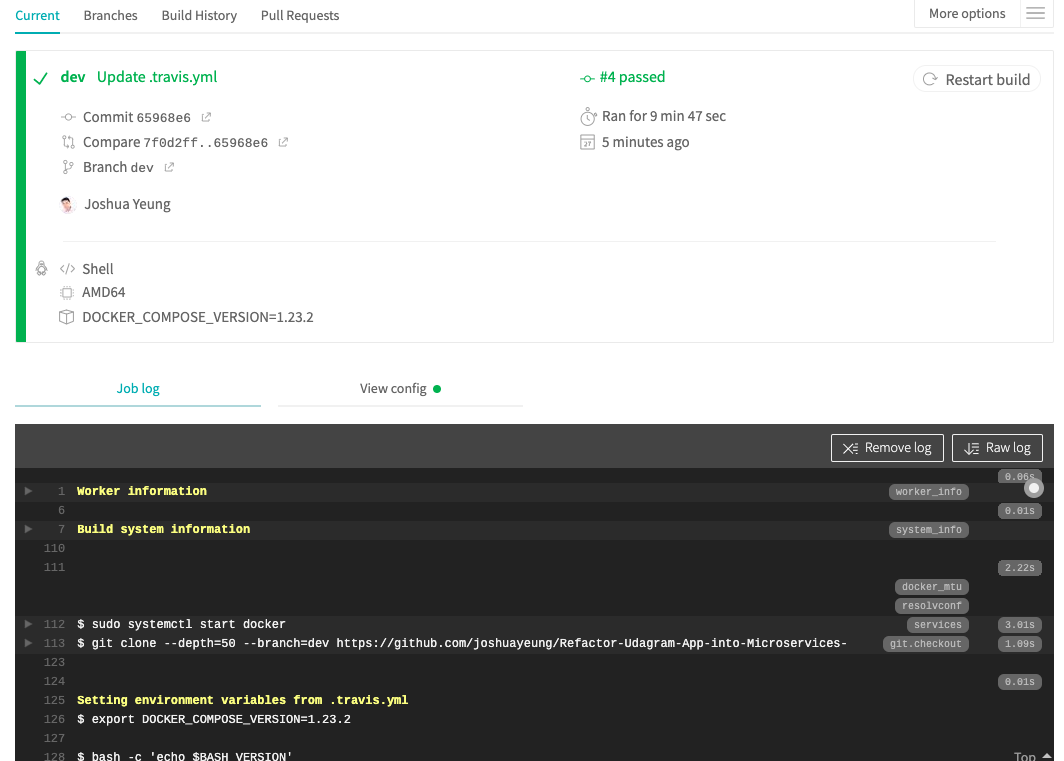 Current Branches Build History Pull Requests More options
dev Update .travis.yml #4 passed Restart build
Commit 65968e6 Ran for 9 min 47 sec
Compare 7f0d2ff..65968e6 27 5 minutes ago
Branch dev
Joshua Yeung
Shell
AMD64
DOCKER_COMPOSE_VERSION=1.23.2
Job log View config
Remove log Raw log
0.06s
1 Worker information worker_info
6 0.01s
7 Build system information system_info
110
111 2.22s
docker_mtu
resolvconf
112 $ sudo systemctl start docker services 3.01s
113 $ git clone --depth=50 --branch=dev https://github.com/joshuayeung/Refactor-Udagram-App-into-Microservices- git.checkout 1.09s
123
124 0.01s
125 Setting environment variables from .travis.yml
126 $ export DOCKER_COMPOSE_VERSION=1.23.2
127
128 $ bash -c 'echo $BASH_VERSION' Top